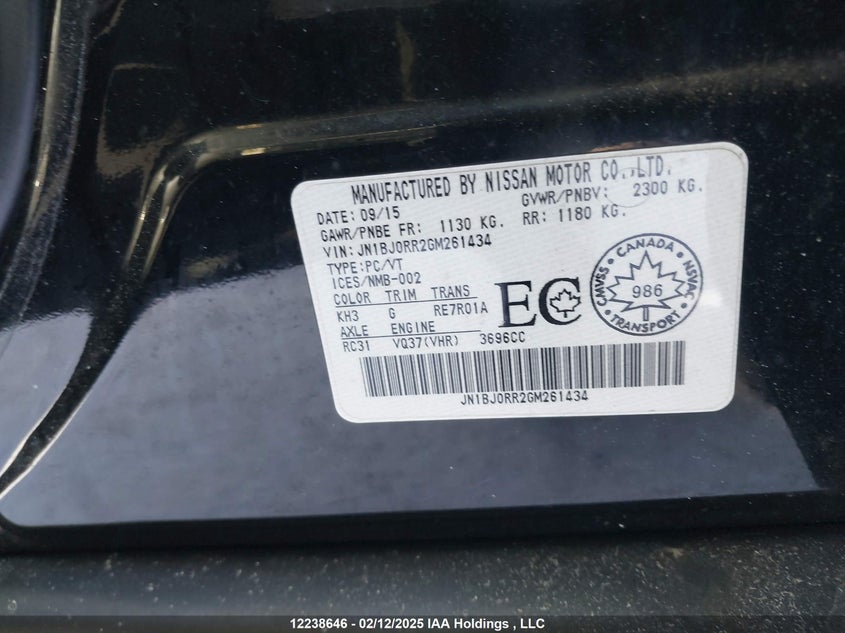 MANUFACTURED BY NISSAN MOTOR CO.,LTD.
DATE: 09/15 GVWR/PNBV: 2300 KG.
GAWR/PNBE FR: 1130 KG. RR: 1180 KG.
VIN: JN1BJ0RR2GM261434
TYPE:PC/VT
ICES/NMB-002
COLOR TRIM TRANS
KH3 G RE7R01A
AXLE ENGINE
RC31 VQ37(VHR) 3696CC
EC
CANADA
CMVSS 986 NSVAC
TRANSPORT
JN1BJ0RR2GM261434
12238646 - 02/12/2025 IAA Holdings , LLC